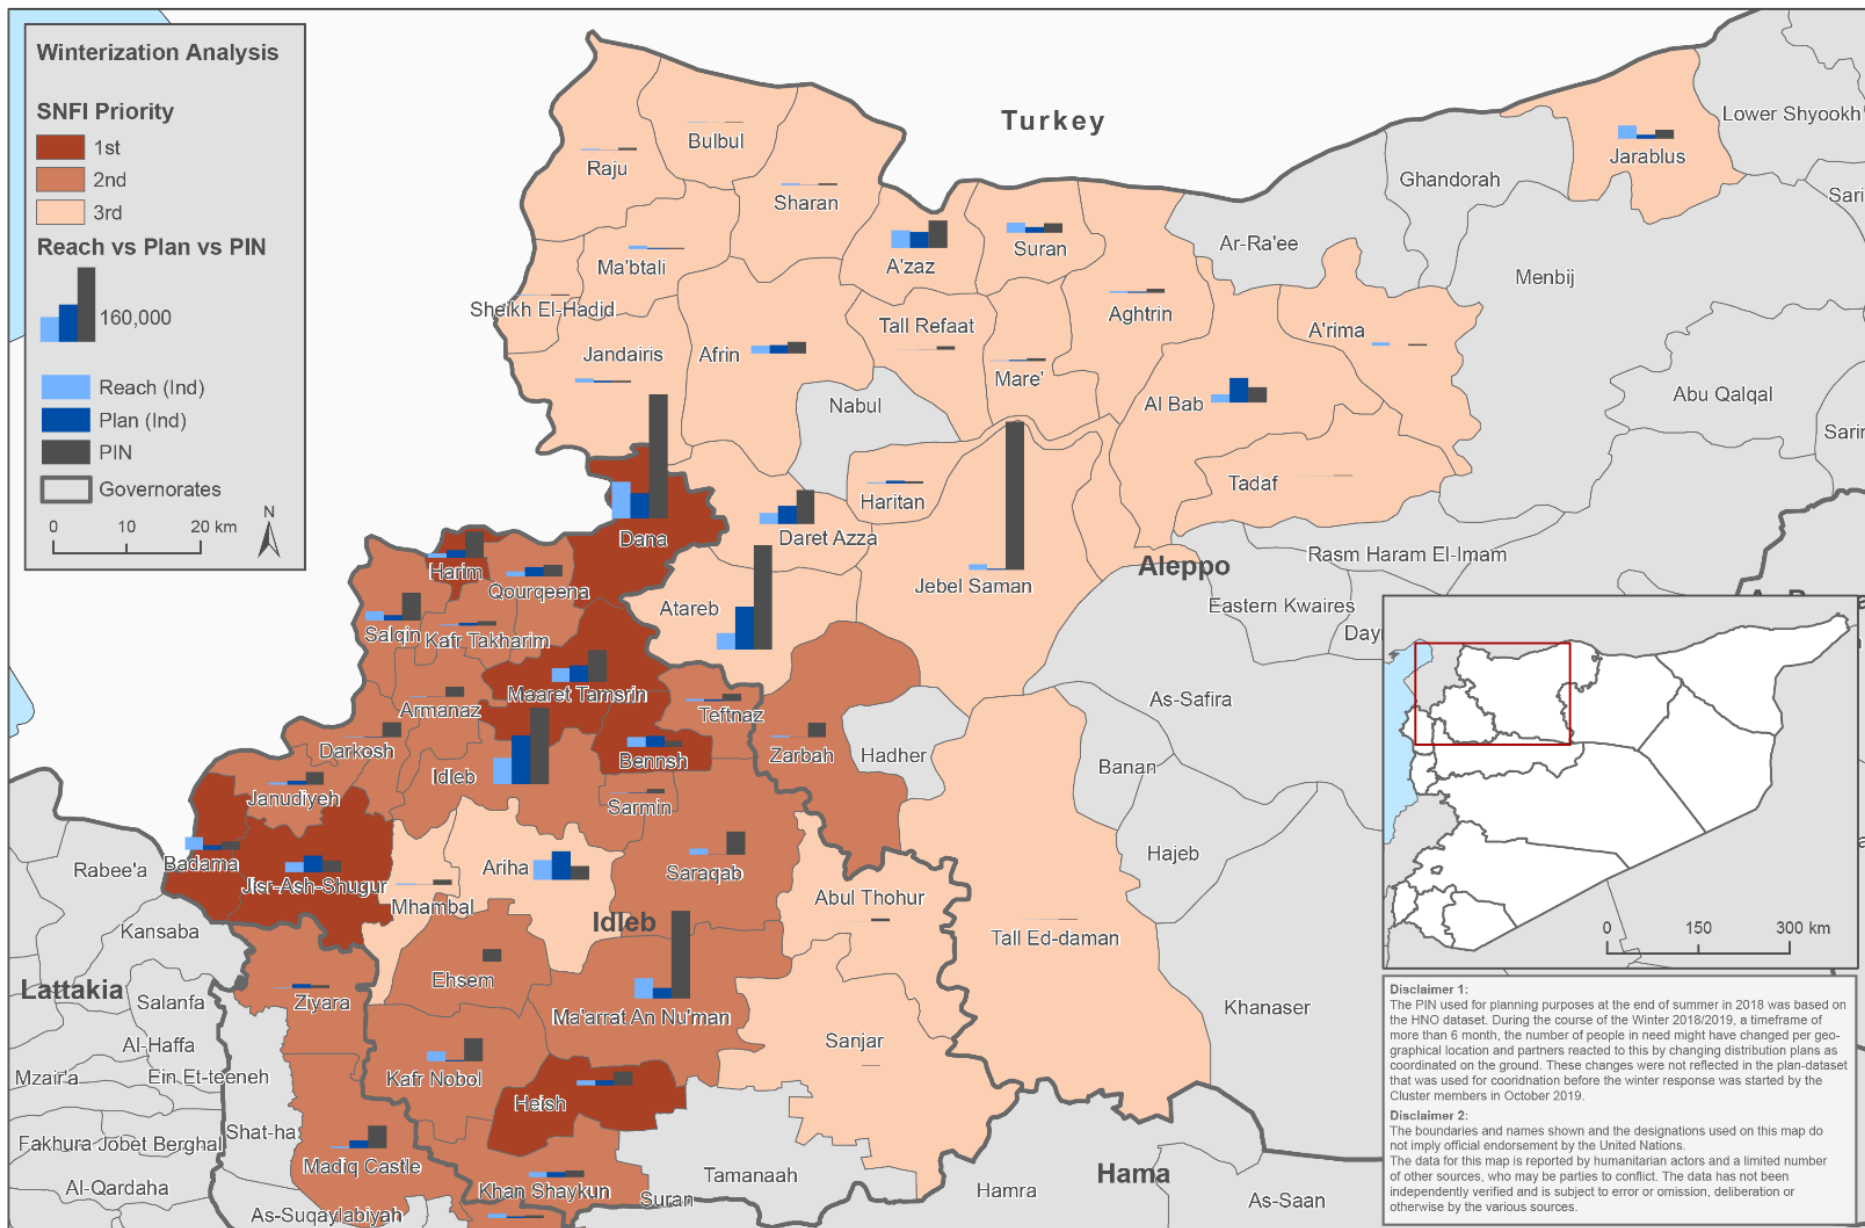 Winterization Analysis
SNFI Priority
1st
2nd
3rd
Reach vs Plan vs PIN
160,000
Reach (Ind)
Plan (Ind)
PIN
Governorates
0 10 20 km
N
Turkey
Lower Shyookh
Jarablus
Bulbul
Raju
Ghandorah
Sharan
Sari
Ar-Ra'ee
Suran
A'zaz
Ma'btali
Menbij
Sheikh El-Hadid
Aghtrin
Tall Refaat
A'rima
Jandairis
Afrin
Mare'
Abu Qalqal
Nabul
Al Bab
Sarin
Tadaf
Haritan
Dana
Daret Azza
Rasm Haram El-Imam
Aleppo
Harim
Jebel Saman
Qourqeena
Atareb
Eastern Kwaires
Salqin
Kafr Takharim
Maaret Tamsrin
As-Safira
Armanaz
Teftnaz
Darkosh
Zarbah
Hadher
Bennsh
Banan
Idleb
Janudiyeh
Sarmin
Hajeb
Badama
Rabee'a
Ariha
Saraqab
Jisr-Ash-Shugur
Abul Thohur
Mhambal
Idleb
Kansaba
Tall Ed-daman
Ehsem
Lattakia
Salanfa
Ziyara
Khanaser
Ma'arrat An Nu'man
Sanjar
Al-Haffa
Mzair'a
Ein Et-teeneh
Kafr Nobol
Heish
Shat-ha
Fakhura
Jobet Berghal
Madiq Castle
Tamanaah
Hama
Al-Qardaha
Khan Shaykun
Hamra
Suran
As-Saan
As-Suqaylabiyah
0 150 300 km
Disclaimer 1:
The PIN used for planning purposes at the end of summer in 2018 was based on
the HNO dataset. During the course of the Winter 2018/2019, a timeframe of
more than 6 month, the number of people in need might have changed per geo-
graphical location and partners reacted to this by changing distribution plans as
coordinated on the ground. These changes were not reflected in the plan-dataset
that was used for cooridnation before the winter response was started by the
Cluster members in October 2019.
Disclaimer 2:
The boundaries and names shown and the designations used on this map do
not imply official endorsement by the United Nations.
The data for this map is reported by humanitarian actors and a limited number
of other sources, who may be parties to conflict. The data has not been
independently verified and is subject to error or omission, deliberation or
otherwise by the various sources.